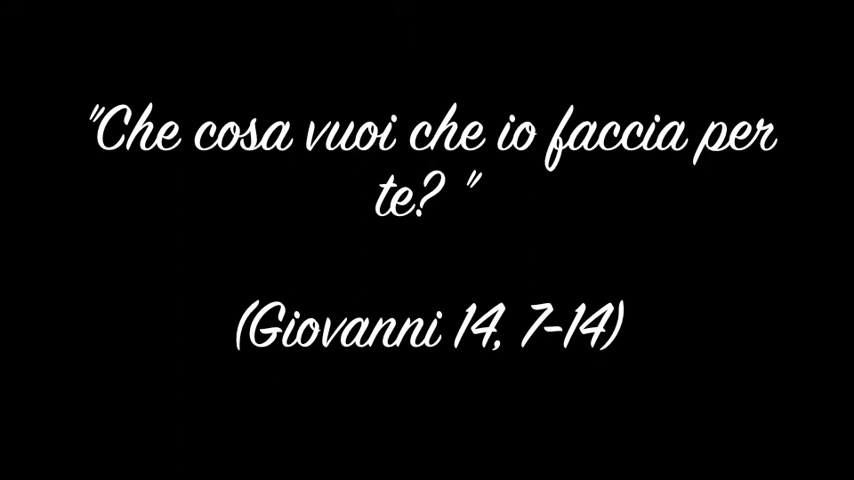 "Che cosa vuoi che io faccia per
te? "
(Giovanni 14, 7-14)